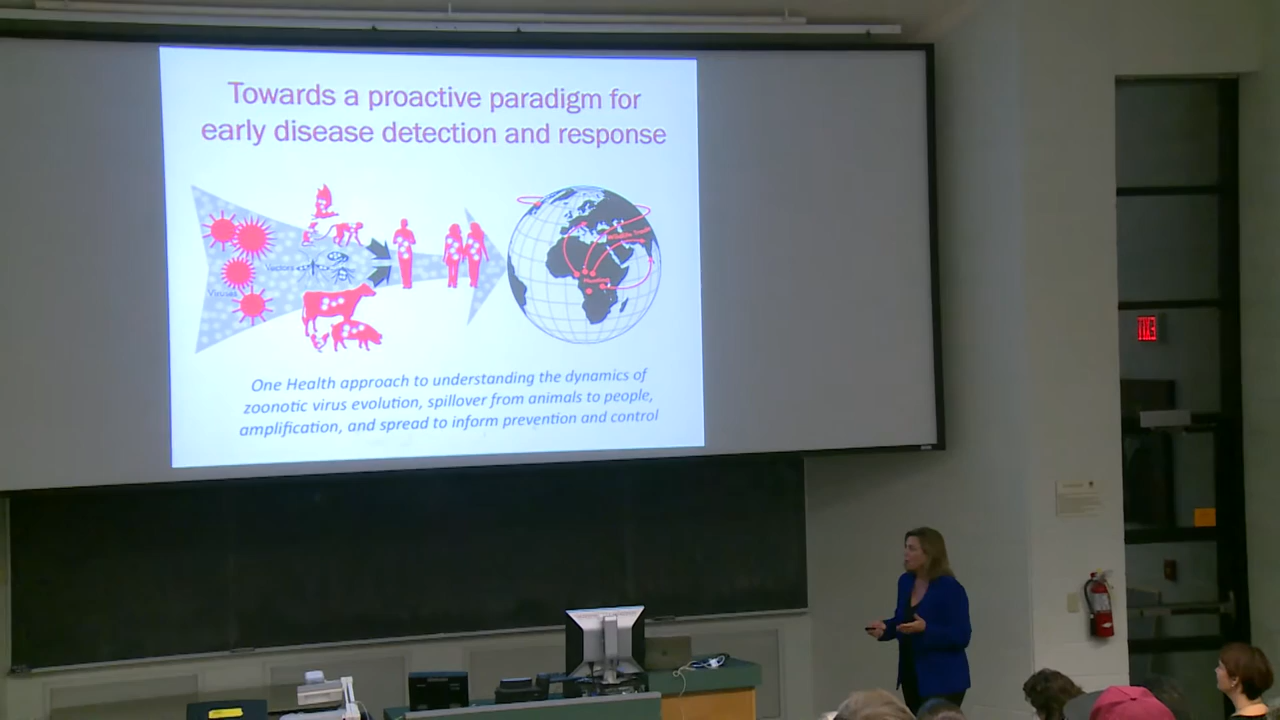 Towards a proactive paradigm for
early disease detection and response
Vectors
Viruses
One Health approach to understanding the dynamics of
zoonotic virus evolution, spillover from animals to people,
amplification, and spread to inform prevention and control